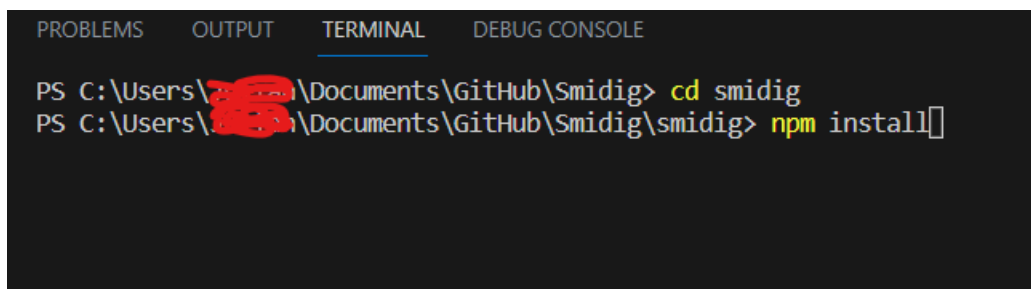 PROBLEMS OUTPUT TERMINAL DEBUG CONSOLE
PS C:\Users\ \Documents\GitHub\Smidig> cd smidig
PS C:\Users\ \Documents\GitHub\Smidig\smidig> npm install